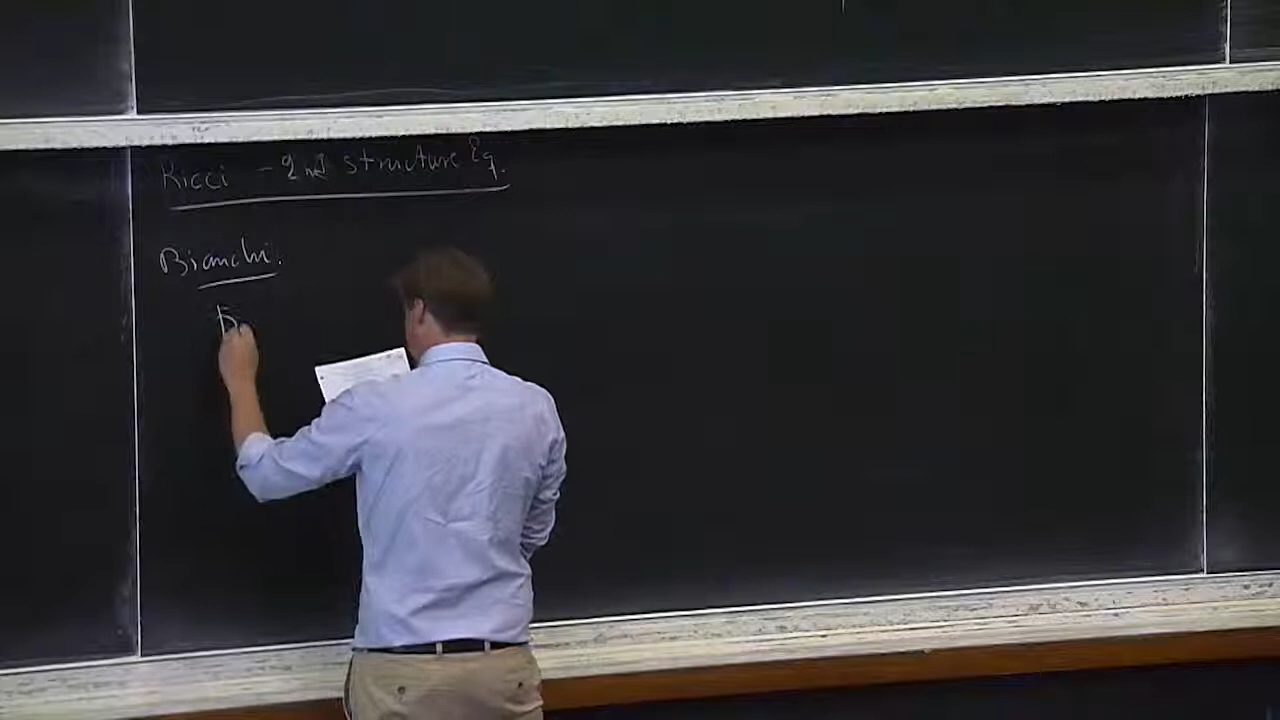 Ricci - 2nd structure Eq.
Bianchi.